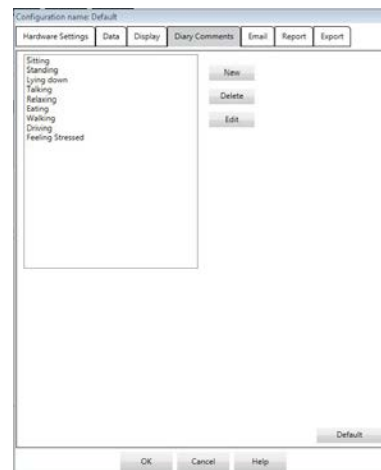 Configuration name: Default
Hardware Settings Data Display Diary Comments Email Report Export
Sitting
Standing
Lying down
Talking
Relaxing
Eating
Walking
Driving
Feeling Stressed
New
Delete
Edit
Default
OK Cancel Help